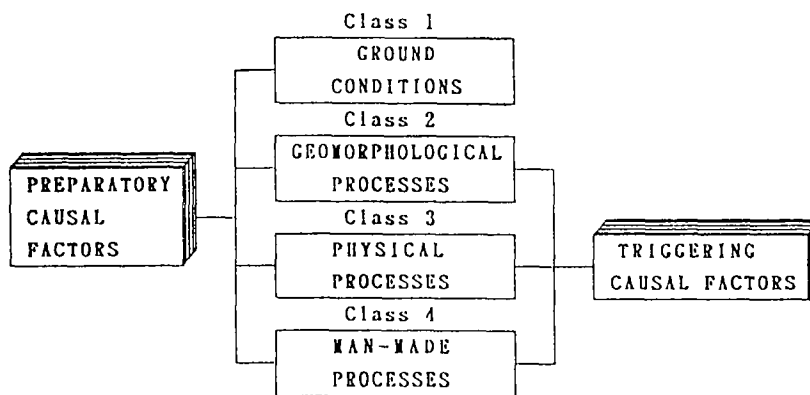 Class 1
GROUND
CONDITIONS
Class 2
GEOMORPHOLOGICAL
PROCESSES
PREPARATORY
CAUSAL
FACTORS
Class 3
PHYSICAL
PROCESSES
TRIGGERING
CAUSAL FACTORS
Class 4
MAN-MADE
PROCESSES